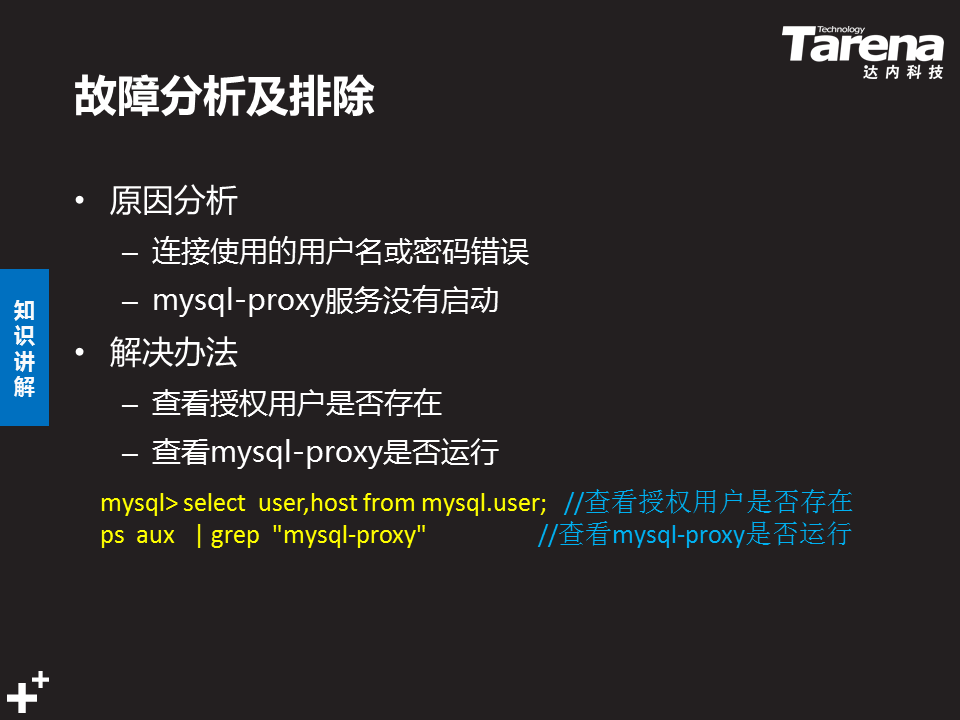 Technology
Tarena
达内科技
故障分析及排除
• 原因分析
– 连接使用的用户名或密码错误
– mysql-proxy服务没有启动
知识讲解
• 解决办法
– 查看授权用户是否存在
– 查看mysql-proxy是否运行
mysql> select user,host from mysql.user; //查看授权用户是否存在
ps aux | grep "mysql-proxy" //查看mysql-proxy是否运行